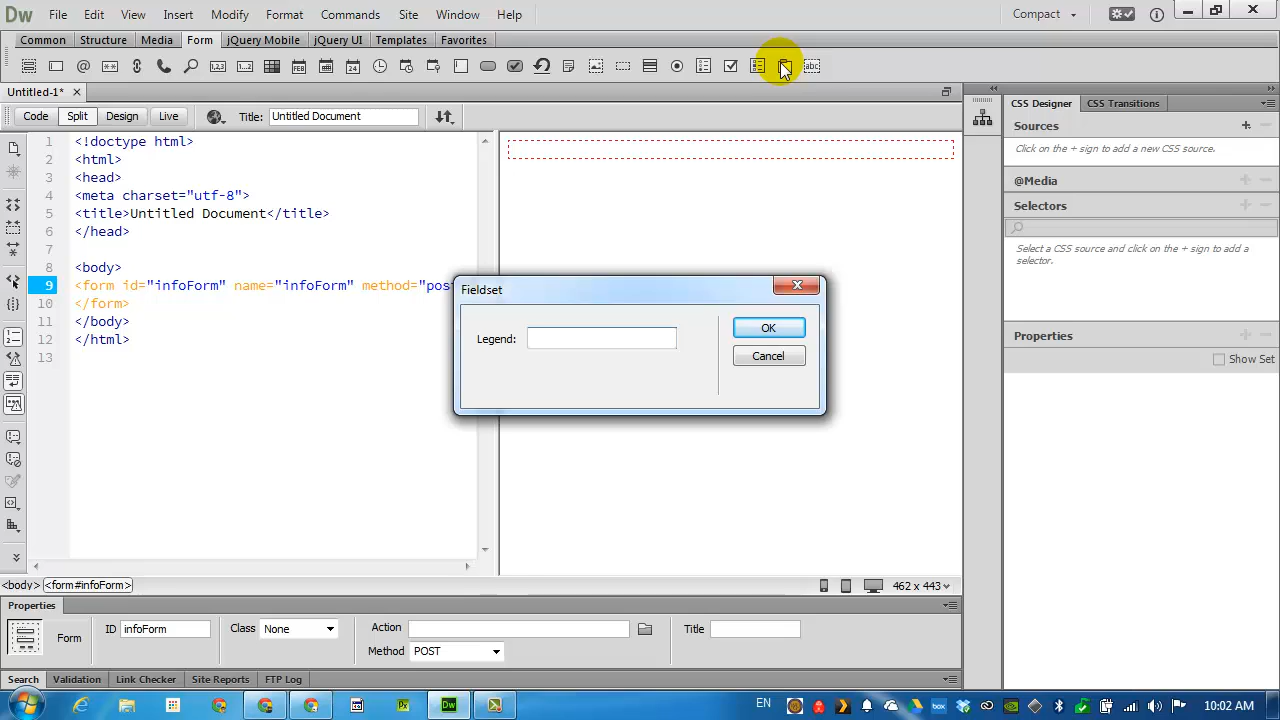 Dw File Edit View Insert Modify Format Commands Site Window Help Compact
Common Structure Media Form jQuery Mobile jQuery UI Templates Favorites
Untitled-1*
Code Split Design Live Title: Untitled Document
CSS Designer CSS Transitions
Sources
Click on the + sign to add a new CSS source.
@Media
Selectors
Select a CSS source and click on the + sign to add a selector.
Properties
Show Set
1 <!doctype html>
2 <html>
3 <head>
4 <meta charset="utf-8">
5 <title>Untitled Document</title>
6 </head>
7
8 <body>
9 <form id="infoForm" name="infoForm" method="pos
10 </form>
11 </body>
12 </html>
13
Fieldset
Legend:
OK
Cancel
<body> <form#infoForm> 462 x 443
Properties
Form ID infoForm Class None Action Title
Method POST
Search Validation Link Checker Site Reports FTP Log
Dw EN 10:02 AM